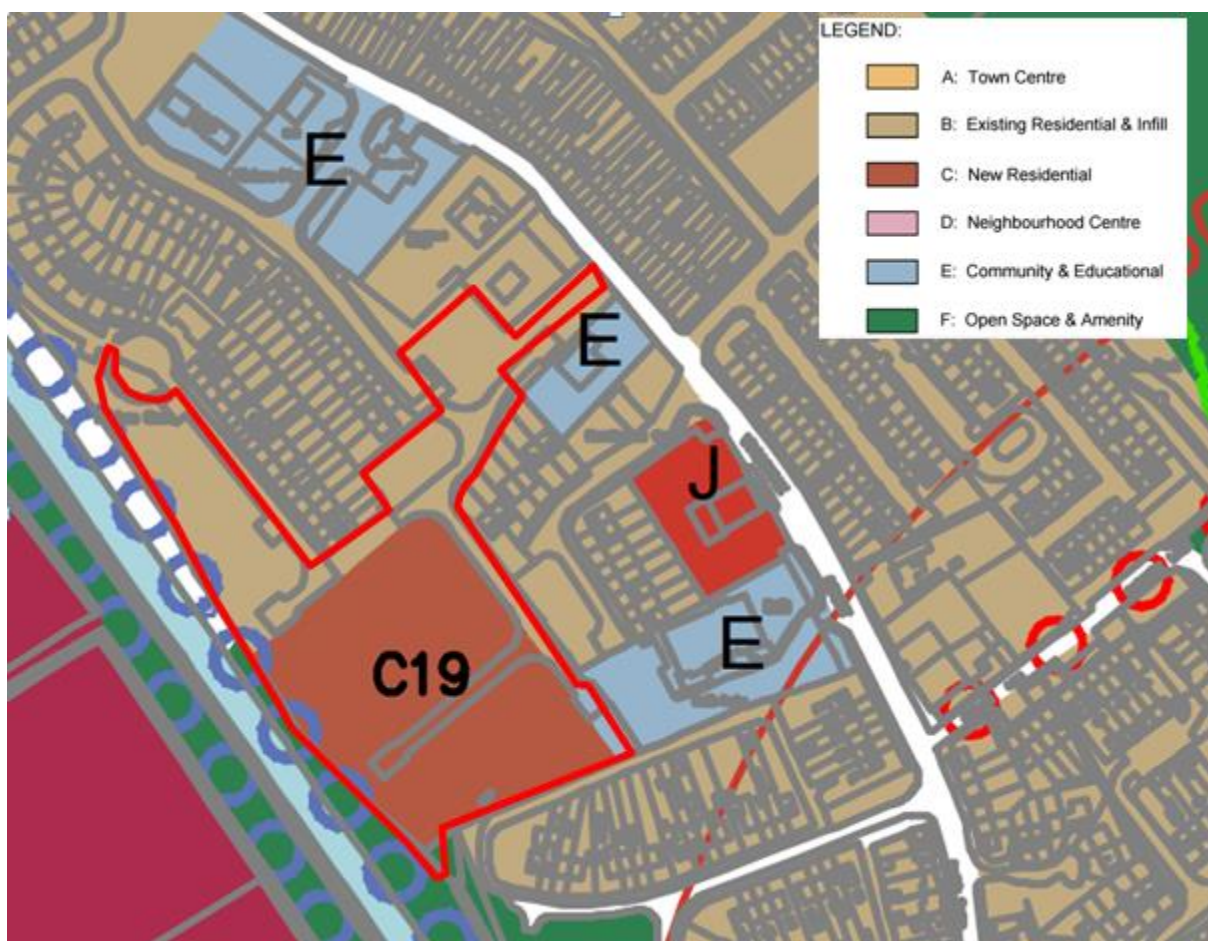 LEGEND:
A: Town Centre
B: Existing Residential & Infill
C: New Residential
D: Neighbourhood Centre
E: Community & Educational
F: Open Space & Amenity
E
E
J
E
C19